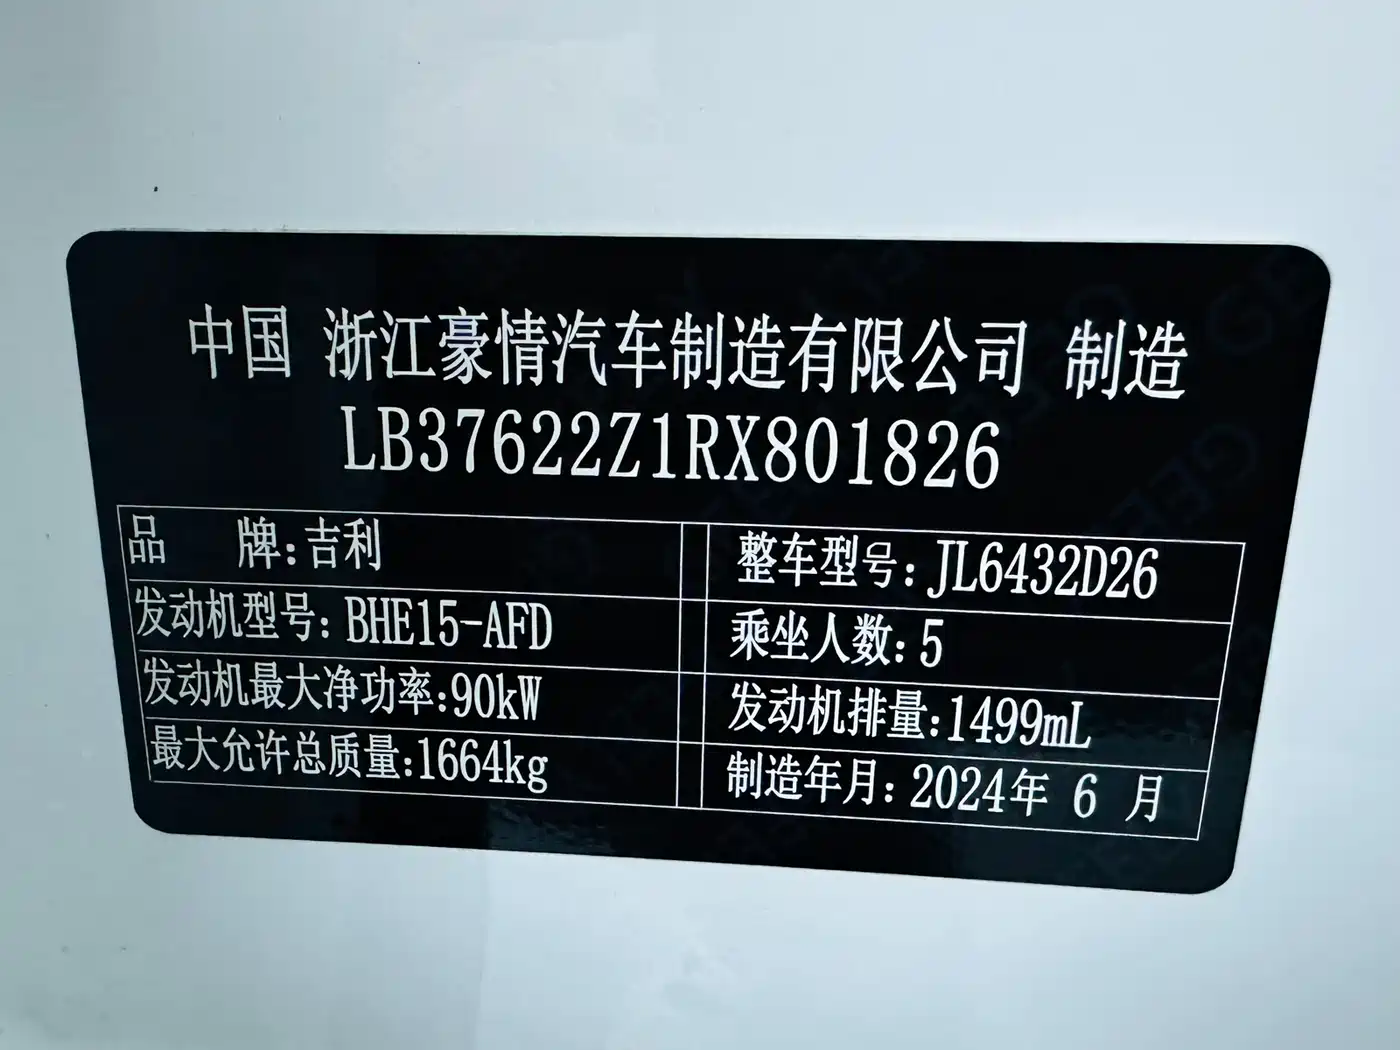 中国 浙江豪情汽车制造有限公司 制造
LB37622Z1RX801826
品 牌:吉利
整车型号:JL6432D26
发动机型号:BHE15-AFD
乘坐人数:5
发动机最大净功率:90kW
发动机排量:1499mL
最大允许总质量:1664kg
制造年月:2024年 6 月